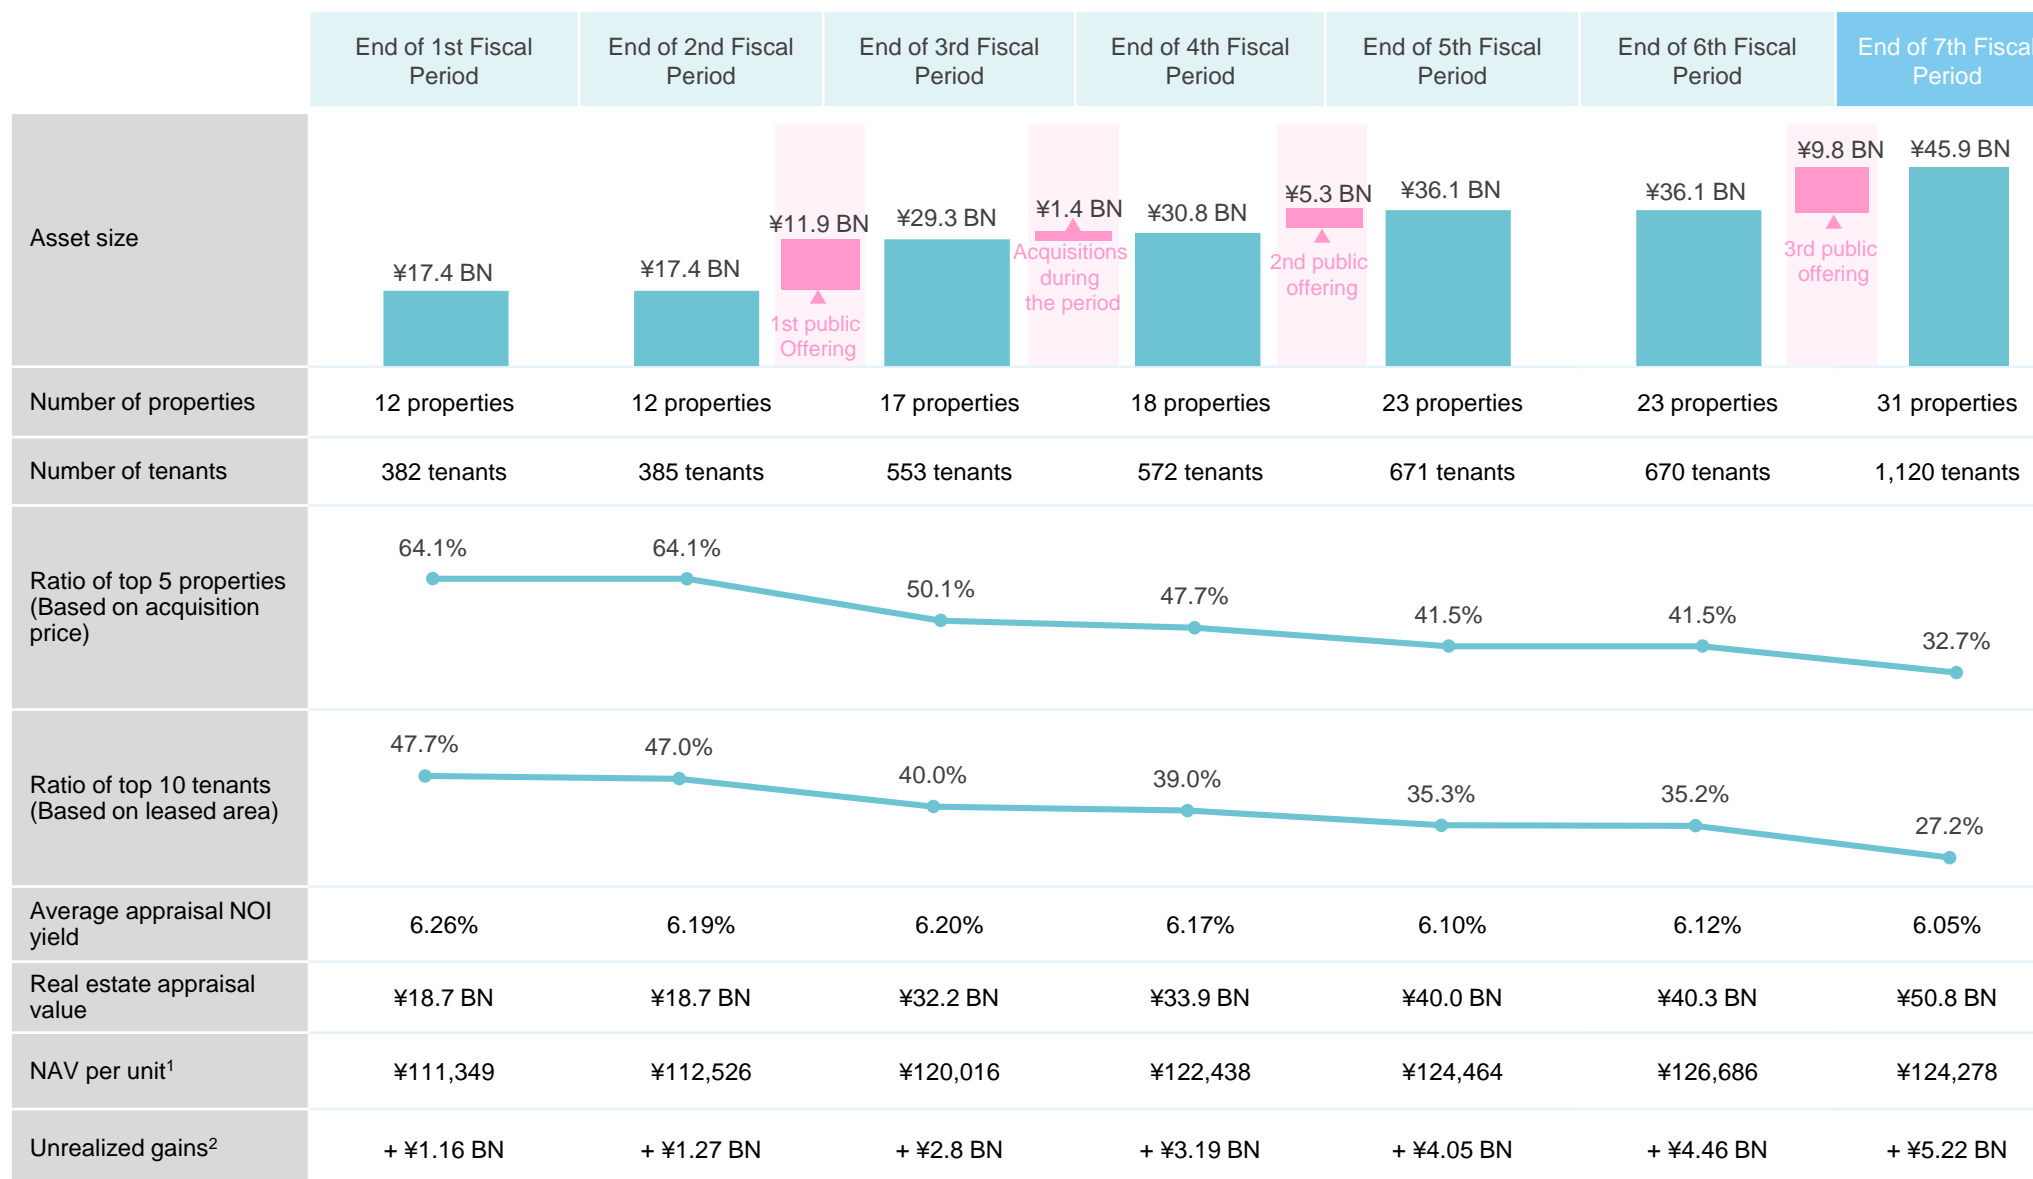 End of 1st Fiscal
Period
End of 2nd Fiscal
Period
End of 3rd Fiscal
Period
End of 4th Fiscal
Period
End of 5th Fiscal
Period
End of 6th Fiscal
Period
End of 7th Fiscal
Period
Asset size
¥17.4 BN
¥17.4 BN
¥11.9 BN
1st public
Offering
¥29.3 BN
¥1.4 BN
Acquisitions
during
the period
¥30.8 BN
¥5.3 BN
2nd public
offering
¥36.1 BN
¥36.1 BN
¥9.8 BN
3rd public
offering
¥45.9 BN
Number of properties
12 properties
12 properties
17 properties
18 properties
23 properties
23 properties
31 properties
Number of tenants
382 tenants
385 tenants
553 tenants
572 tenants
671 tenants
670 tenants
1,120 tenants
Ratio of top 5 properties
(Based on acquisition
price)
64.1%
64.1%
50.1%
47.7%
41.5%
41.5%
32.7%
Ratio of top 10 tenants
(Based on leased area)
47.7%
47.0%
40.0%
39.0%
35.3%
35.2%
27.2%
Average appraisal NOI
yield
6.26%
6.19%
6.20%
6.17%
6.10%
6.12%
6.05%
Real estate appraisal
value
¥18.7 BN
¥18.7 BN
¥32.2 BN
¥33.9 BN
¥40.0 BN
¥40.3 BN
¥50.8 BN
NAV per unit1
¥111,349
¥112,526
¥120,016
¥122,438
¥124,464
¥126,686
¥124,278
Unrealized gains2
+ ¥1.16 BN
+ ¥1.27 BN
+ ¥2.8 BN
+ ¥3.19 BN
+ ¥4.05 BN
+ ¥4.46 BN
+ ¥5.22 BN